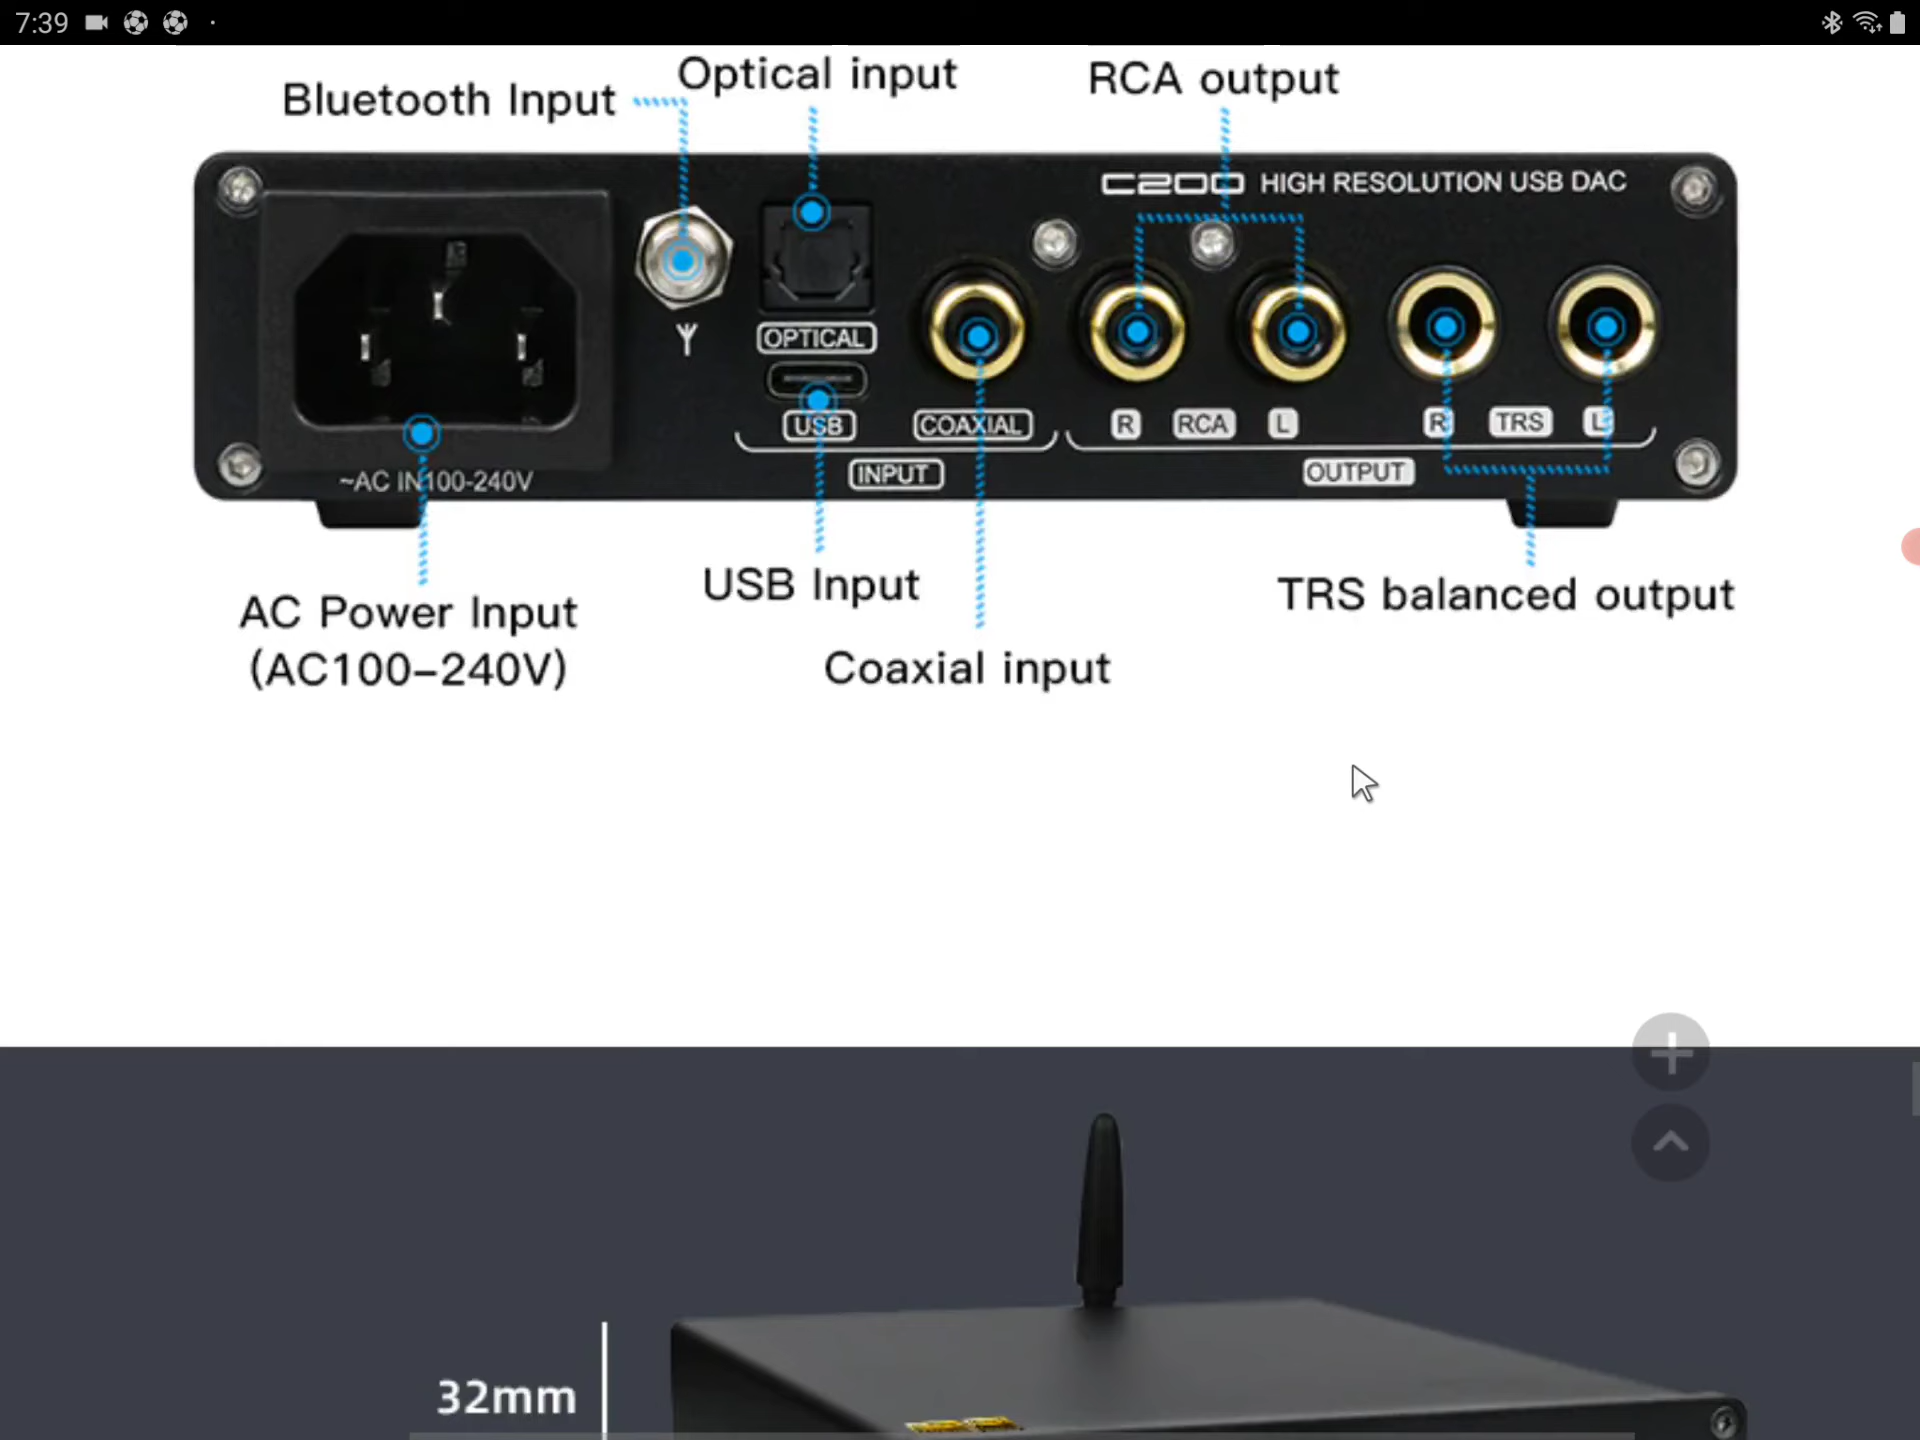 7:39
Bluetooth Input
Optical input
RCA output
C200 HIGH RESOLUTION USB DAC
OPTICAL
USB
COAXIAL
R RCA L
R TRS L
INPUT
OUTPUT
~AC IN100-240V
AC Power Input
(AC100-240V)
USB Input
Coaxial input
TRS balanced output
32mm